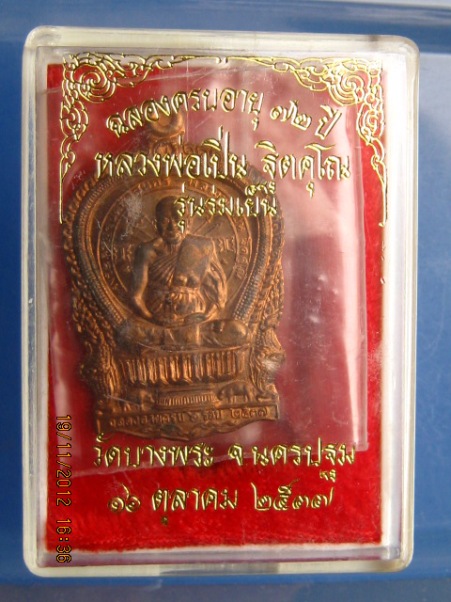 ฉลองครบอายุ ๗๒ ปี
หลวงพ่อเปิ่น ฐิตคุโณ
รุ่นร่มเย็น
วัดบางพระ จ.นครปฐม
๑๖ ตุลาคม ๒๕๓๗
19/11/2012 16:36